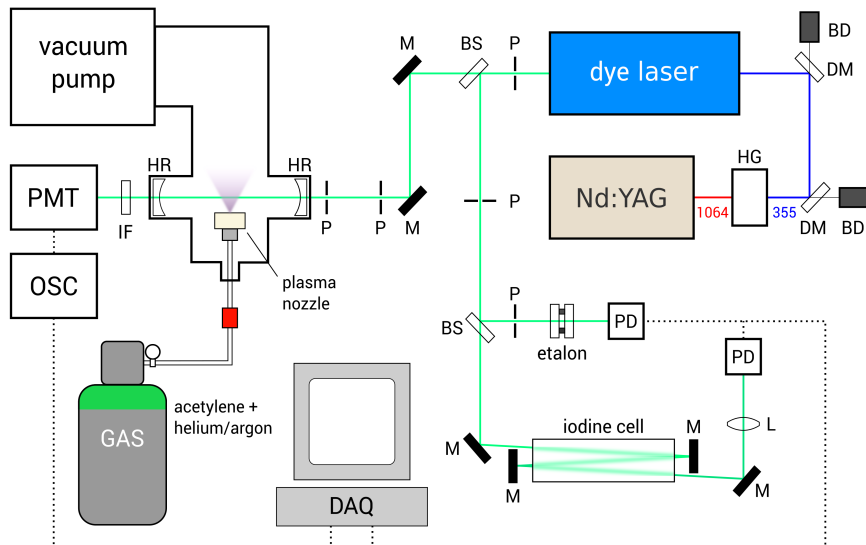 vacuum
pump
M
BS
P
dye laser
BD
DM
HR
HR
PMT
IF
P
P
M
P
Nd:YAG
1064
HG
355
DM
BD
OSC
plasma
nozzle
BS
P
etalon
PD
PD
GAS
acetylene +
helium/argon
L
iodine cell
M
M
M
M
DAQ